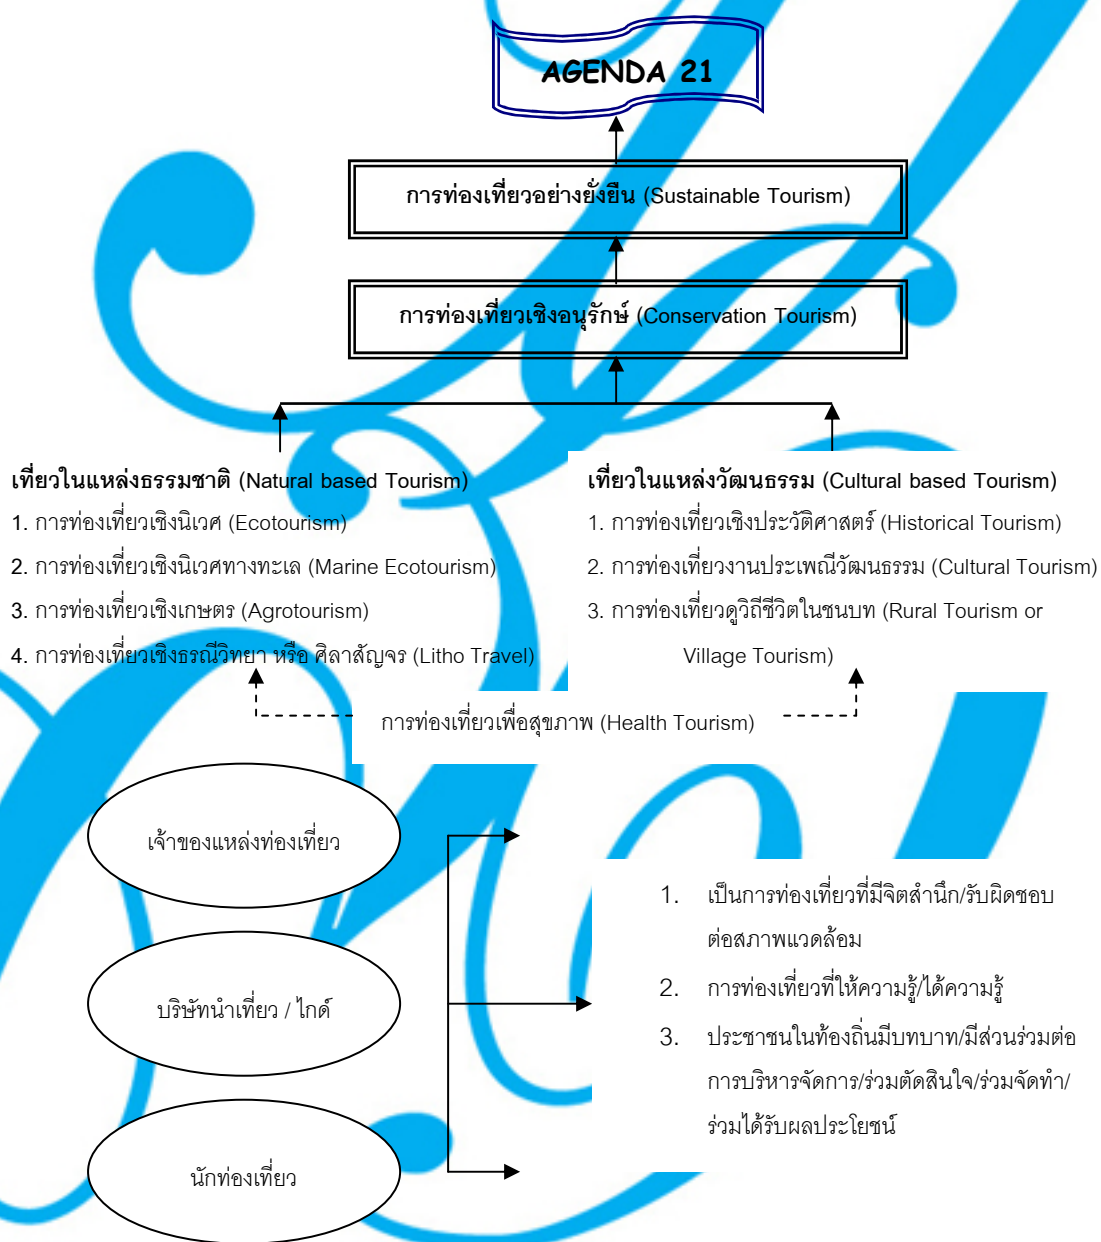 AGENDA 21
การท่องเที่ยวอย่างยั่งยืน (Sustainable Tourism)
การท่องเที่ยวเชิงอนุรักษ์ (Conservation Tourism)
เที่ยวในแหล่งธรรมชาติ (Natural based Tourism)
1. การท่องเที่ยวเชิงนิเวศ (Ecotourism)
2. การท่องเที่ยวเชิงนิเวศทางทะเล (Marine Ecotourism)
3. การท่องเที่ยวเชิงเกษตร (Agrotourism)
4. การท่องเที่ยวเชิงธรณีวิทยา หรือ ศิลาสัญจร (Litho Travel)
เที่ยวในแหล่งวัฒนธรรม (Cultural based Tourism)
1. การท่องเที่ยวเชิงประวัติศาสตร์ (Historical Tourism)
2. การท่องเที่ยวงานประเพณีวัฒนธรรม (Cultural Tourism)
3. การท่องเที่ยวดูวิถีชีวิตในชนบท (Rural Tourism or
Village Tourism)
การท่องเที่ยวเพื่อสุขภาพ (Health Tourism)
เจ้าของแหล่งท่องเที่ยว
บริษัทนำเที่ยว / ไกด์
นักท่องเที่ยว
1. เป็นการท่องเที่ยวที่มีจิตสำนึก/รับผิดชอบ
ต่อสภาพแวดล้อม
2. การท่องเที่ยวที่ให้ความรู้/ได้ความรู้
3. ประชาชนในท้องถิ่นมีบทบาท/มีส่วนร่วมต่อ
การบริหารจัดการ/ร่วมตัดสินใจ/ร่วมจัดทำ/
ร่วมได้รับผลประโยชน์